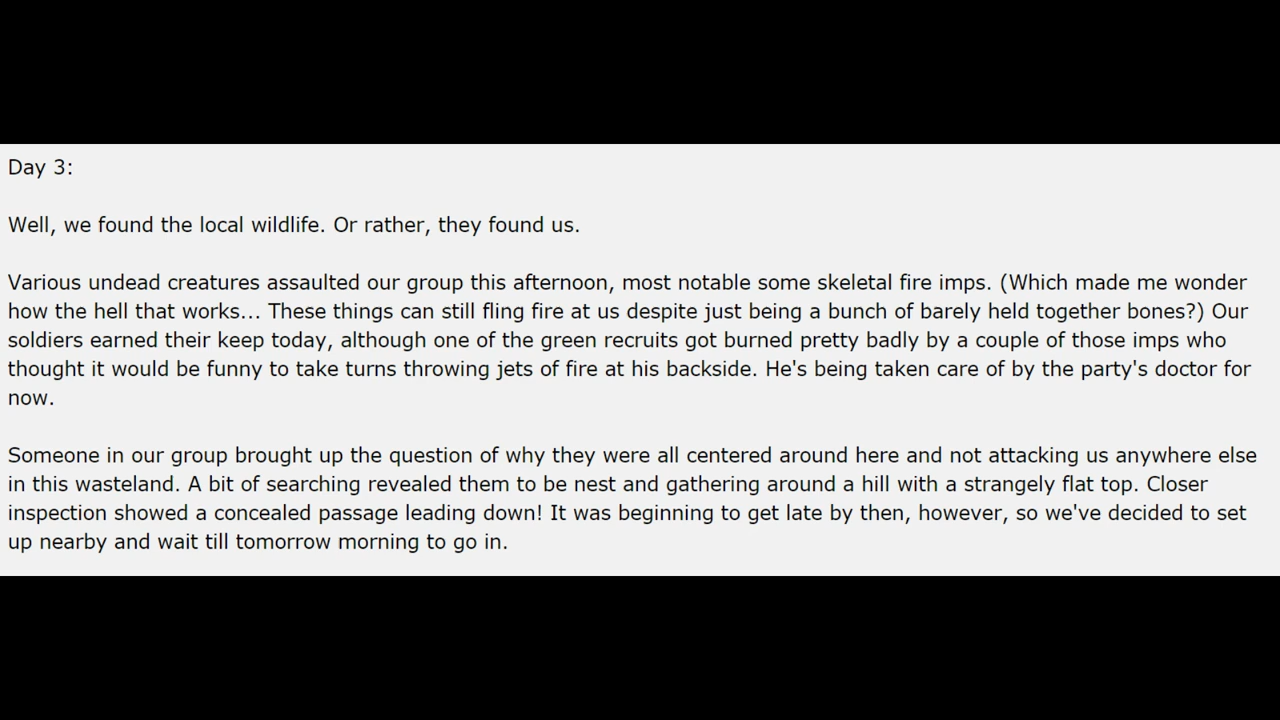 Day 3:
Well, we found the local wildlife. Or rather, they found us.
Various undead creatures assaulted our group this afternoon, most notable some skeletal fire imps. (Which made me wonder
how the hell that works... These things can still fling fire at us despite just being a bunch of barely held together bones?) Our
soldiers earned their keep today, although one of the green recruits got burned pretty badly by a couple of those imps who
thought it would be funny to take turns throwing jets of fire at his backside. He's being taken care of by the party's doctor for
now.
Someone in our group brought up the question of why they were all centered around here and not attacking us anywhere else
in this wasteland. A bit of searching revealed them to be nest and gathering around a hill with a strangely flat top. Closer
inspection showed a concealed passage leading down! It was beginning to get late by then, however, so we've decided to set
up nearby and wait till tomorrow morning to go in.